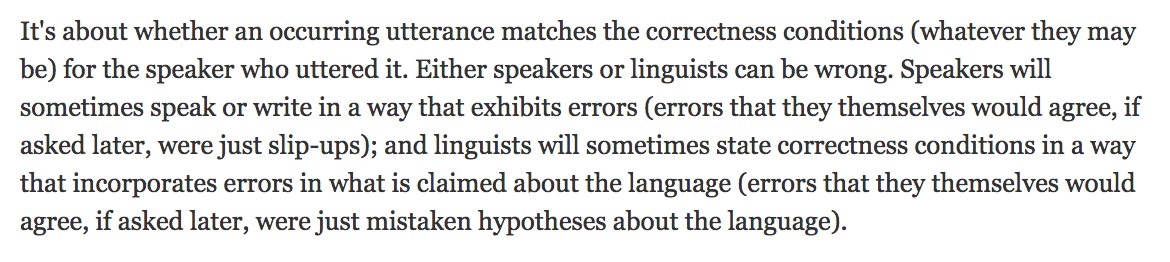 It's about whether an occurring utterance matches the correctness conditions (whatever they may
be) for the speaker who uttered it. Either speakers or linguists can be wrong. Speakers will
sometimes speak or write in a way that exhibits errors (errors that they themselves would agree, if
asked later, were just slip-ups); and linguists will sometimes state correctness conditions in a way
that incorporates errors in what is claimed about the language (errors that they themselves would
agree, if asked later, were just mistaken hypotheses about the language).